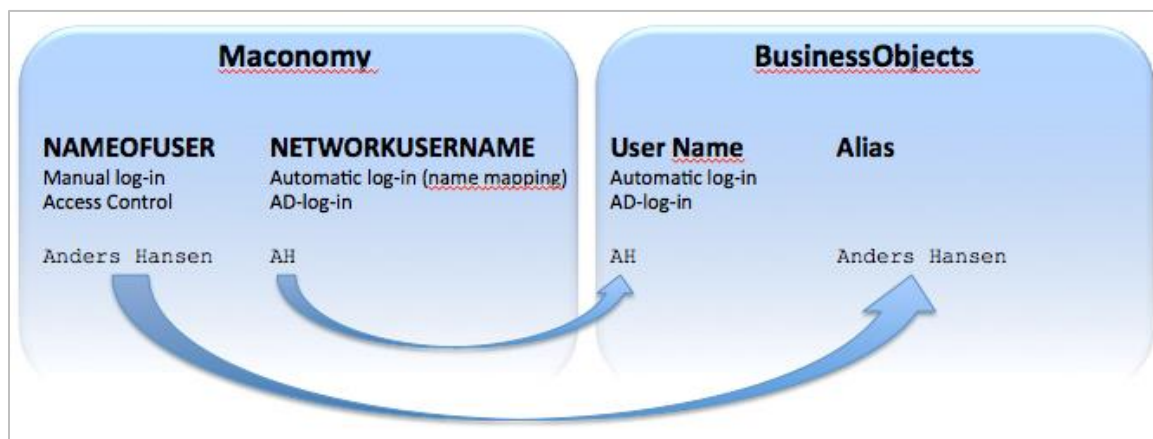 Maconomy
NAMEOFUSER
Manual log-in
Access Control
Anders Hansen
NETWORKUSERNAME
Automatic log-in (name mapping)
AD-log-in
AH
BusinessObjects
User Name
Automatic log-in
AD-log-in
AH
Alias
Anders Hansen